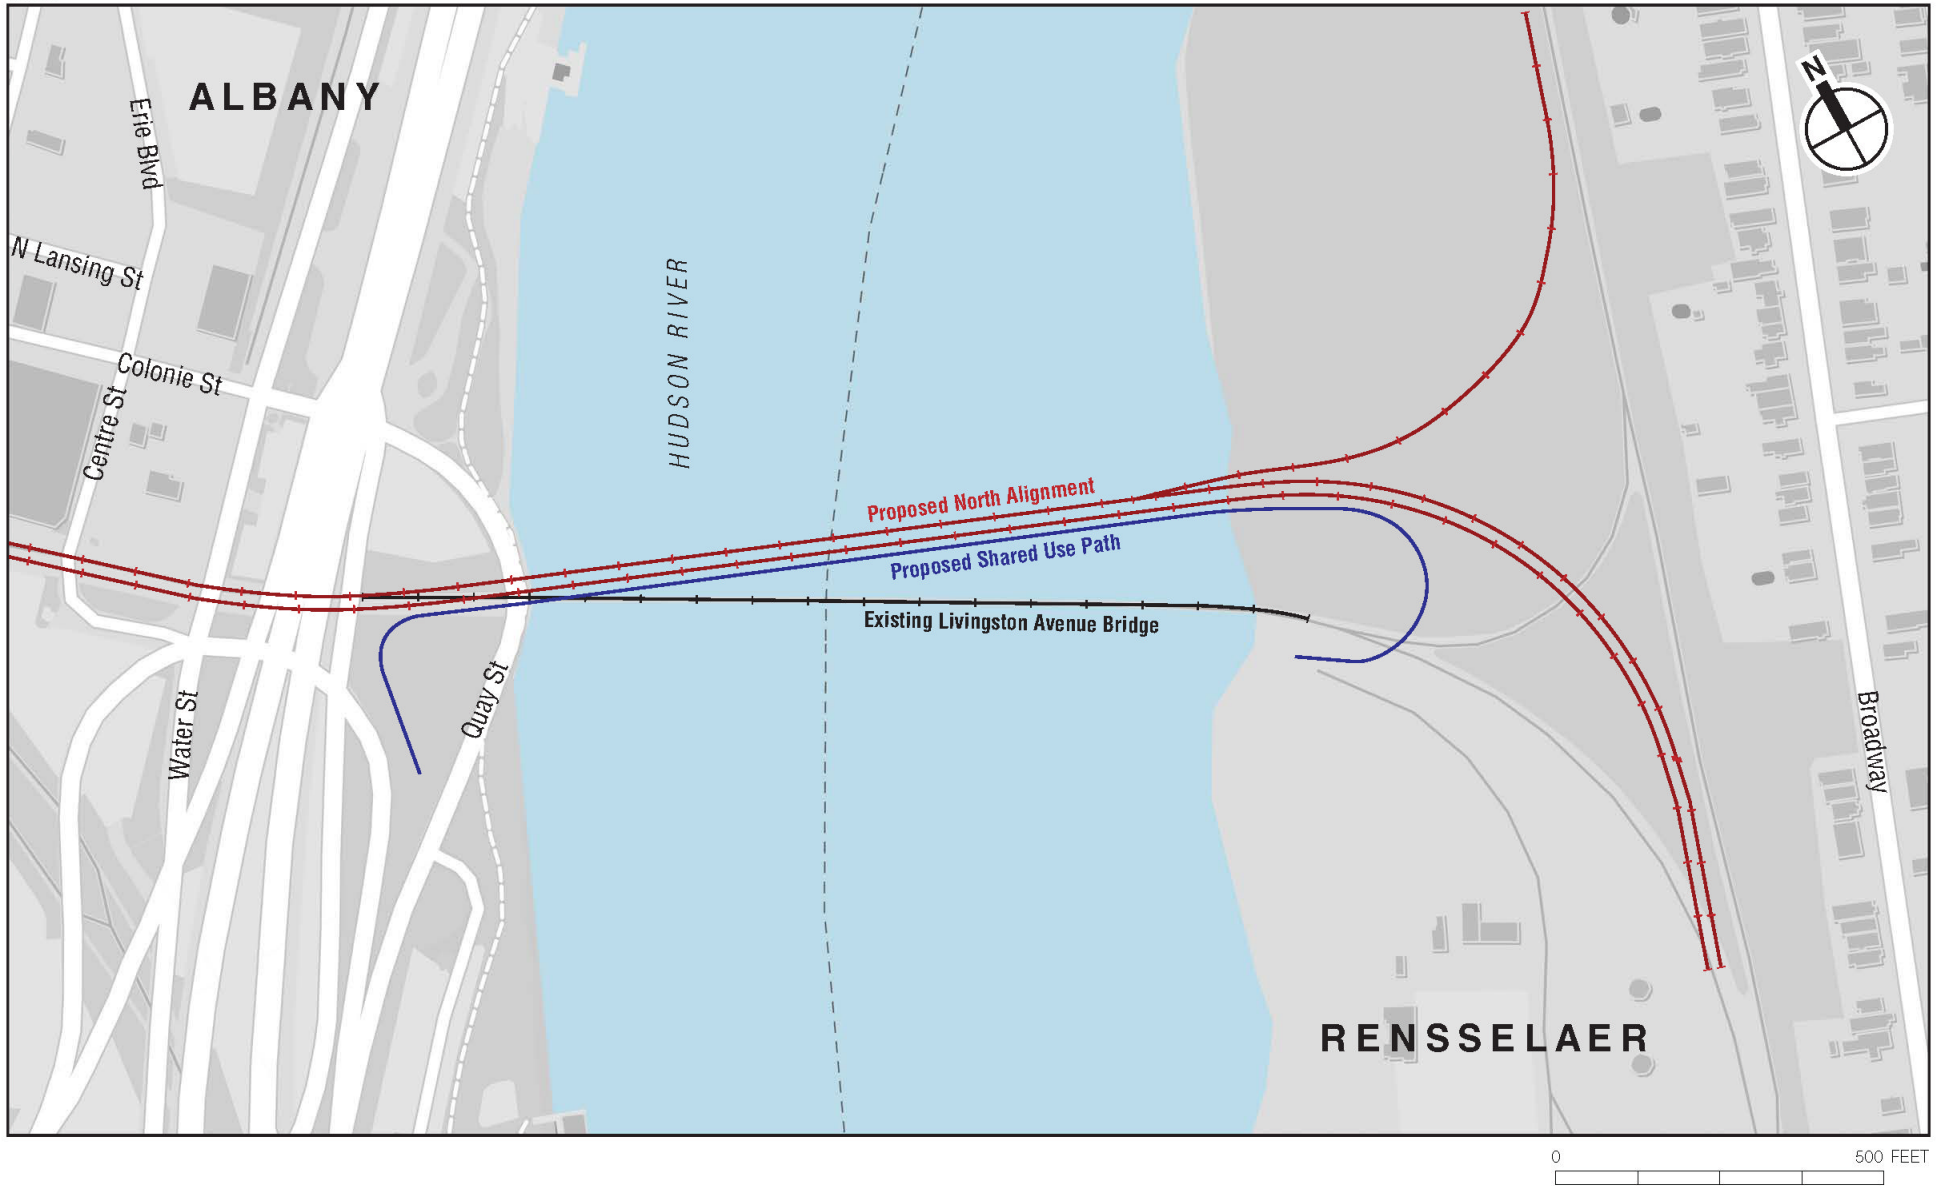 ALBANY
N
Erie Blvd
N Lansing St
HUDSON RIVER
Colonie St
Centre St
Proposed North Alignment
Proposed Shared Use Path
Existing Livingston Avenue Bridge
Quay St
Water St
Broadway
RENSSELAER
0 500 FEET